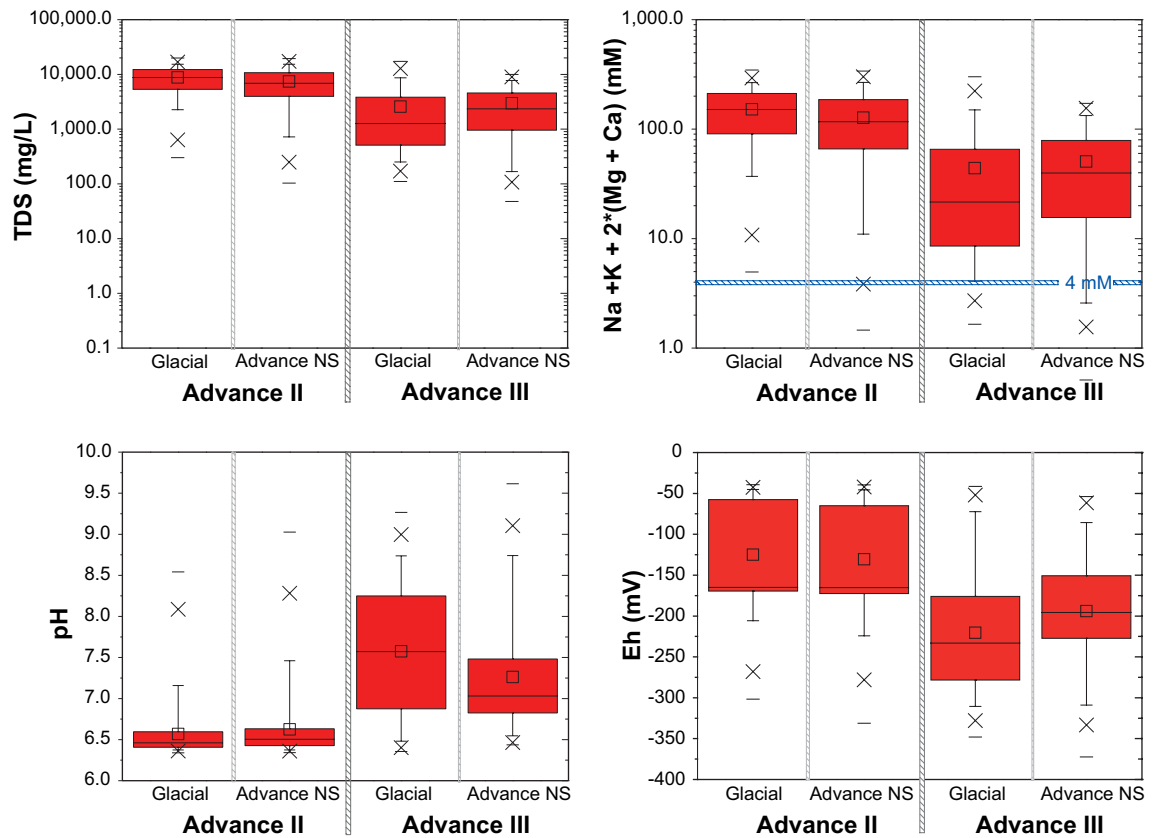 TDS (mg/L)
100,000.0
10,000.0
1,000.0
100.0
10.0
1.0
0.1
Glacial
Advance NS
Glacial
Advance NS
Advance II
Advance III
Na +K + 2*(Mg + Ca) (mM)
1,000.0
100.0
10.0
1.0
4 mM
Glacial
Advance NS
Glacial
Advance NS
Advance II
Advance III
pH
10.0
9.5
9.0
8.5
8.0
7.5
7.0
6.5
6.0
Glacial
Advance NS
Glacial
Advance NS
Advance II
Advance III
Eh (mV)
0
-50
-100
-150
-200
-250
-300
-350
-400
Glacial
Advance NS
Glacial
Advance NS
Advance II
Advance III